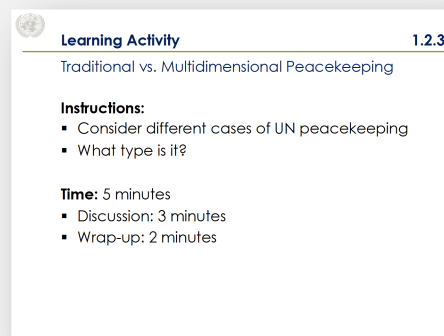 Learning Activity 1.2.3
Traditional vs. Multidimensional Peacekeeping
Instructions:
▪ Consider different cases of UN peacekeeping
▪ What type is it?
Time: 5 minutes
▪ Discussion: 3 minutes
▪ Wrap-up: 2 minutes